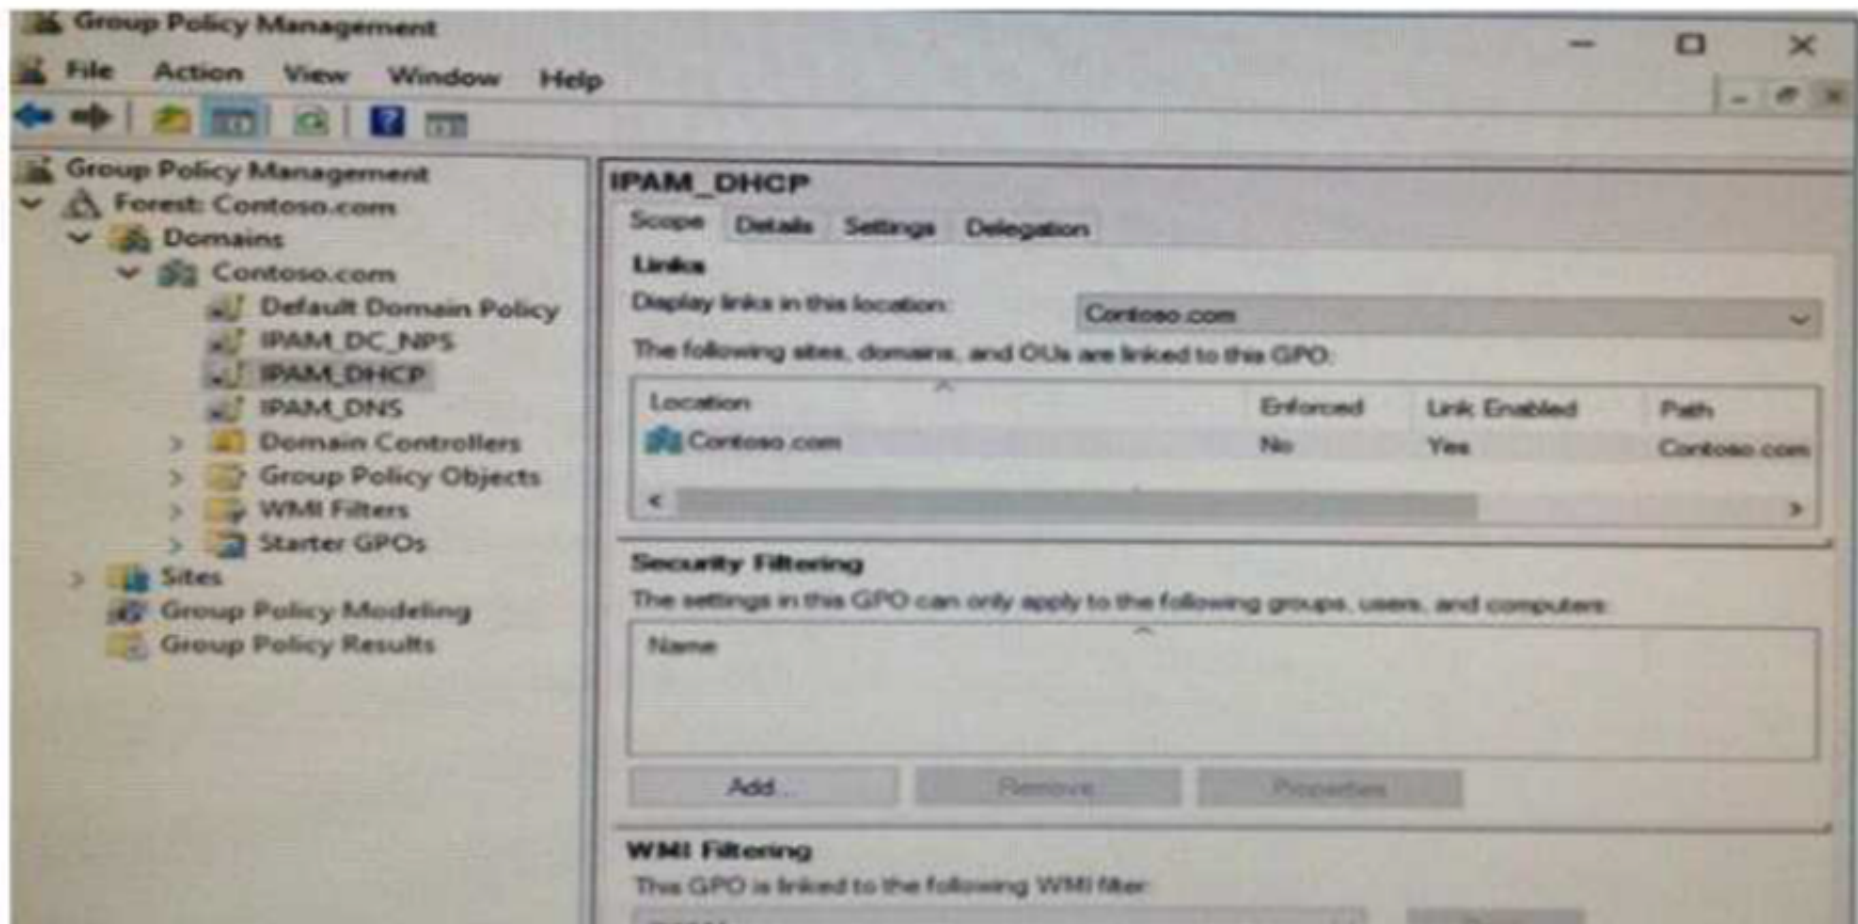 Group Policy Management
File Action View Window Help
Group Policy Management
Forest: Contoso.com
Domains
Contoso.com
Default Domain Policy
IPAM_DC_NPS
IPAM_DHCP
IPAM_DNS
Domain Controllers
Group Policy Objects
WMI Filters
Starter GPOs
Sites
Group Policy Modeling
Group Policy Results
IPAM_DHCP
Scope Details Settings Delegation
Links
Display links in this location: Contoso.com
The following sites, domains, and OUs are linked to this GPO:
Location Enforced Link Enabled Path
Contoso.com No Yes Contoso.com
Security Filtering
The settings in this GPO can only apply to the following groups, users, and computers:
Name
Add... Remove Properties
WMI Filtering
This GPO is linked to the following WMI filter: